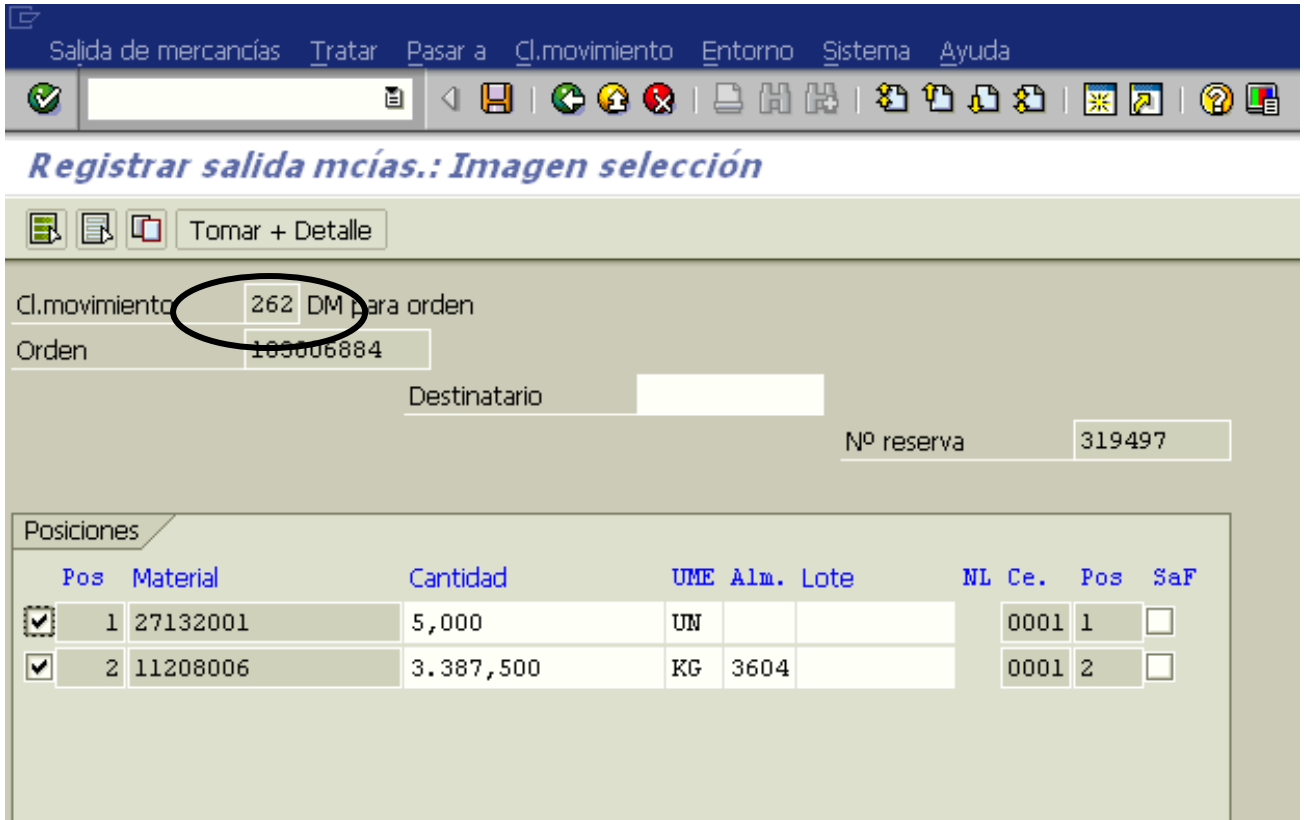 Salida de mercancías Tratar Pasar a Cl.movimiento Entorno Sistema Ayuda
Registrar salida mcías.: Imagen selección
Tomar + Detalle
Cl.movimiento 262 DM para orden
Orden 189006884
Destinatario
Nº reserva 319497
Posiciones
Pos Material Cantidad UME Alm. Lote NL Ce. Pos SaF
1 27132001 5,000 UN 0001 1
2 11208006 3.387,500 KG 3604 0001 2